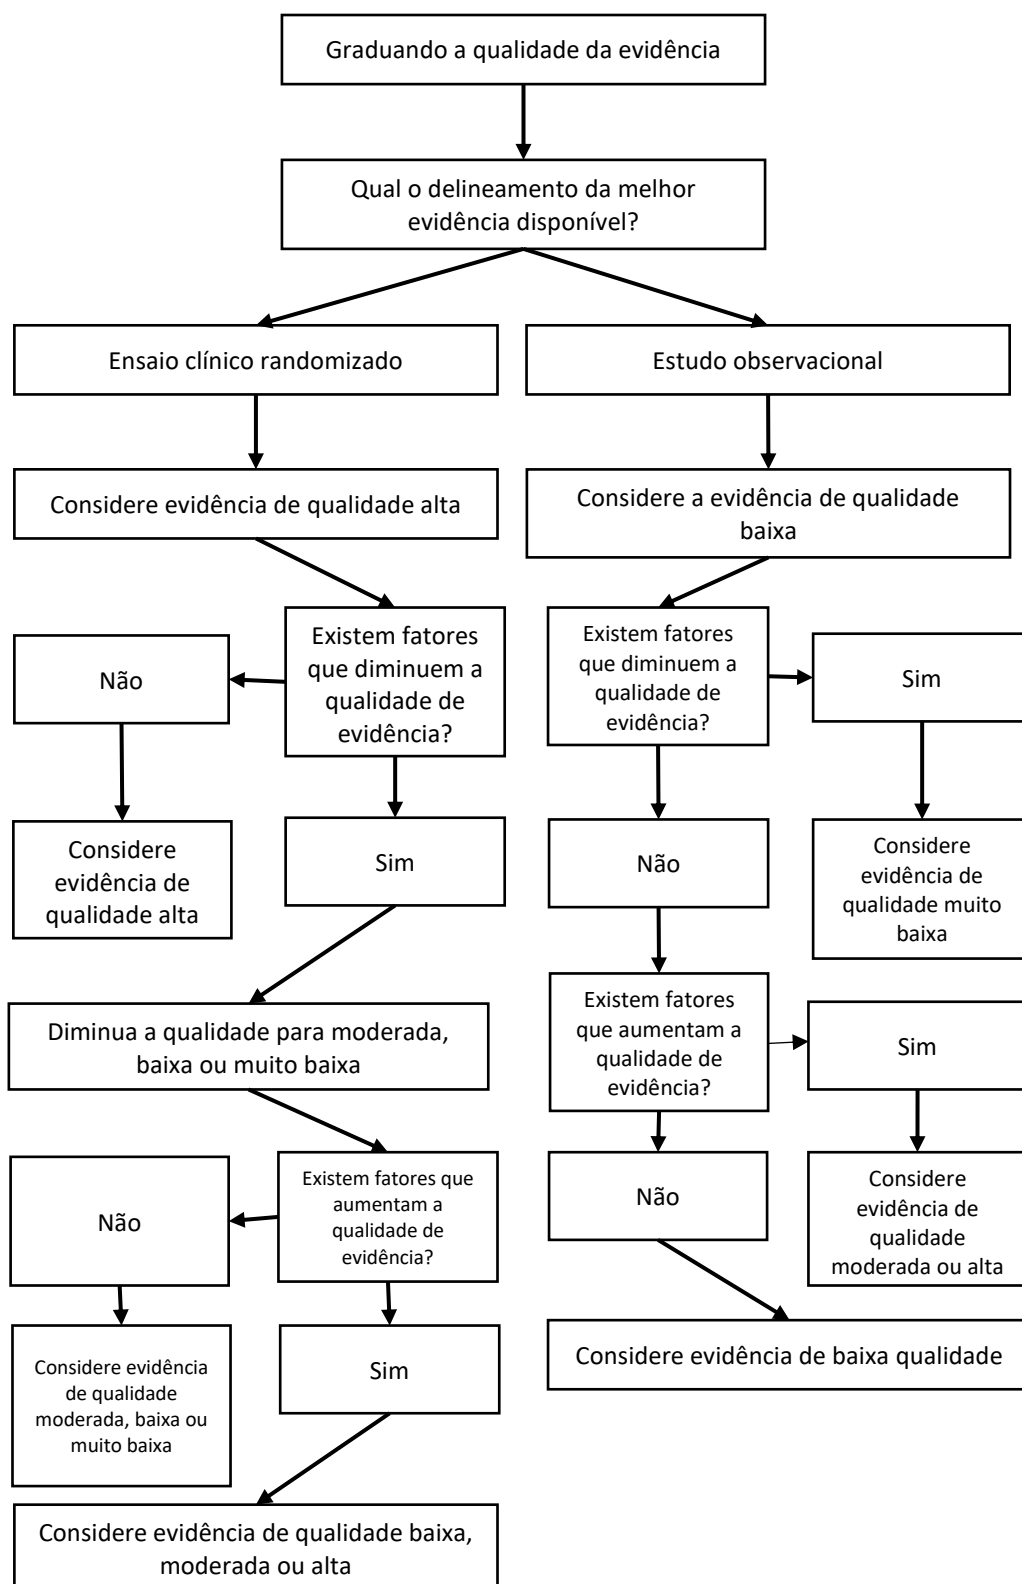 Graduando a qualidade da evidência
Qual o delineamento da melhor
evidência disponível?
Ensaio clínico randomizado
Estudo observacional
Considere evidência de qualidade alta
Considere a evidência de qualidade
baixa
Não
Existem fatores
que diminuem a
qualidade de
evidência?
Existem fatores
que diminuem a
qualidade de
evidência?
Sim
Considere
evidência de
qualidade alta
Sim
Não
Considere
evidência de
qualidade muito
baixa
Diminua a qualidade para moderada,
baixa ou muito baixa
Existem fatores
que aumentam a
qualidade de
evidência?
Sim
Não
Existem fatores que
aumentam a
qualidade de
evidência?
Não
Considere
evidência de
qualidade
moderada ou alta
Considere evidência
de qualidade
moderada, baixa ou
muito baixa
Sim
Considere evidência de baixa qualidade
Considere evidência de qualidade baixa,
moderada ou alta